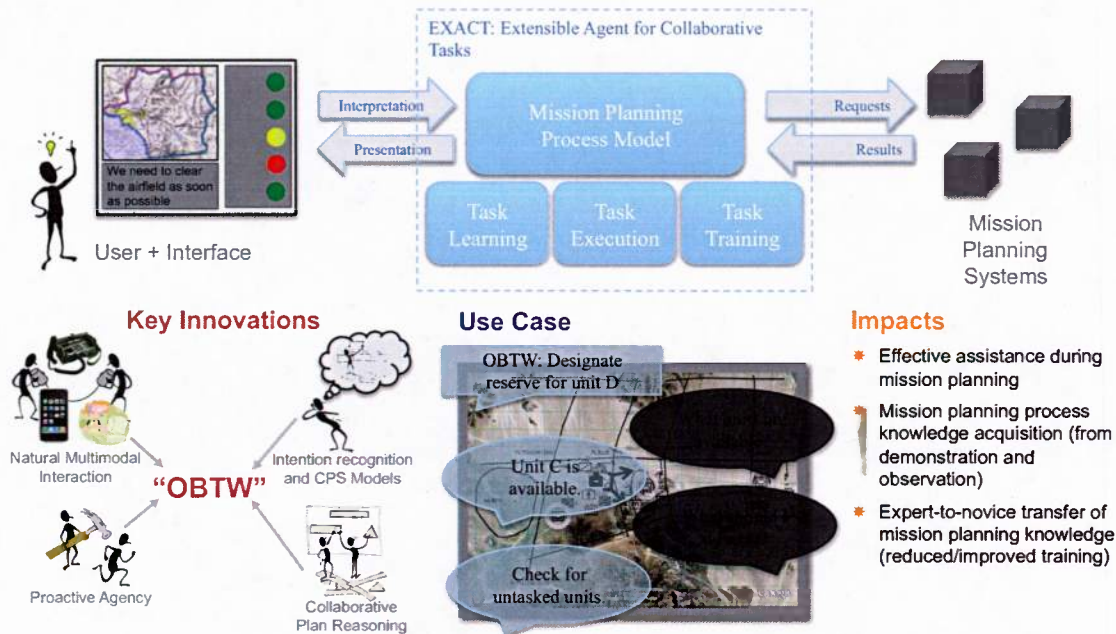 EXACT: Extensible Agent for Collaborative
Tasks
We need to clear
the airfield as soon
as possible
User + Interface
Interpretation
Presentation
Mission Planning
Process Model
Task
Learning
Task
Execution
Task
Training
Requests
Results
Mission
Planning
Systems
Key Innovations
Natural Multimodal
Interaction
Intention recognition
and CPS Models
"OBTW"
Proactive Agency
Collaborative
Plan Reasoning
Use Case
OBTW: Designate
reserve for unit D
Unit C is
available.
Check for
untasked units.
Impacts
Effective assistance during
mission planning
Mission planning process
knowledge acquisition (from
demonstration and
observation)
Expert-to-novice transfer of
mission planning knowledge
(reduced/improved training)